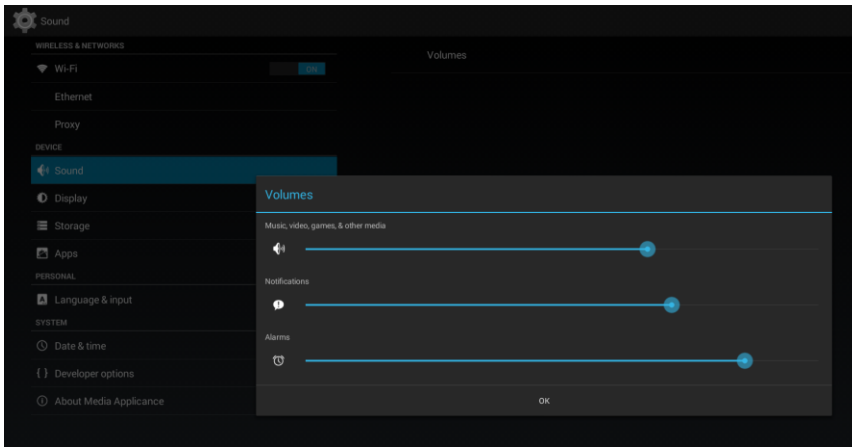 Sound
WIRELESS & NETWORKS
Wi-Fi
ON
Ethernet
Proxy
DEVICE
Sound
Display
Storage
Apps
PERSONAL
Language & input
SYSTEM
Date & time
Developer options
About Media Applicance
Volumes
Volumes
Music, video, games, & other media
Notifications
Alarms
OK